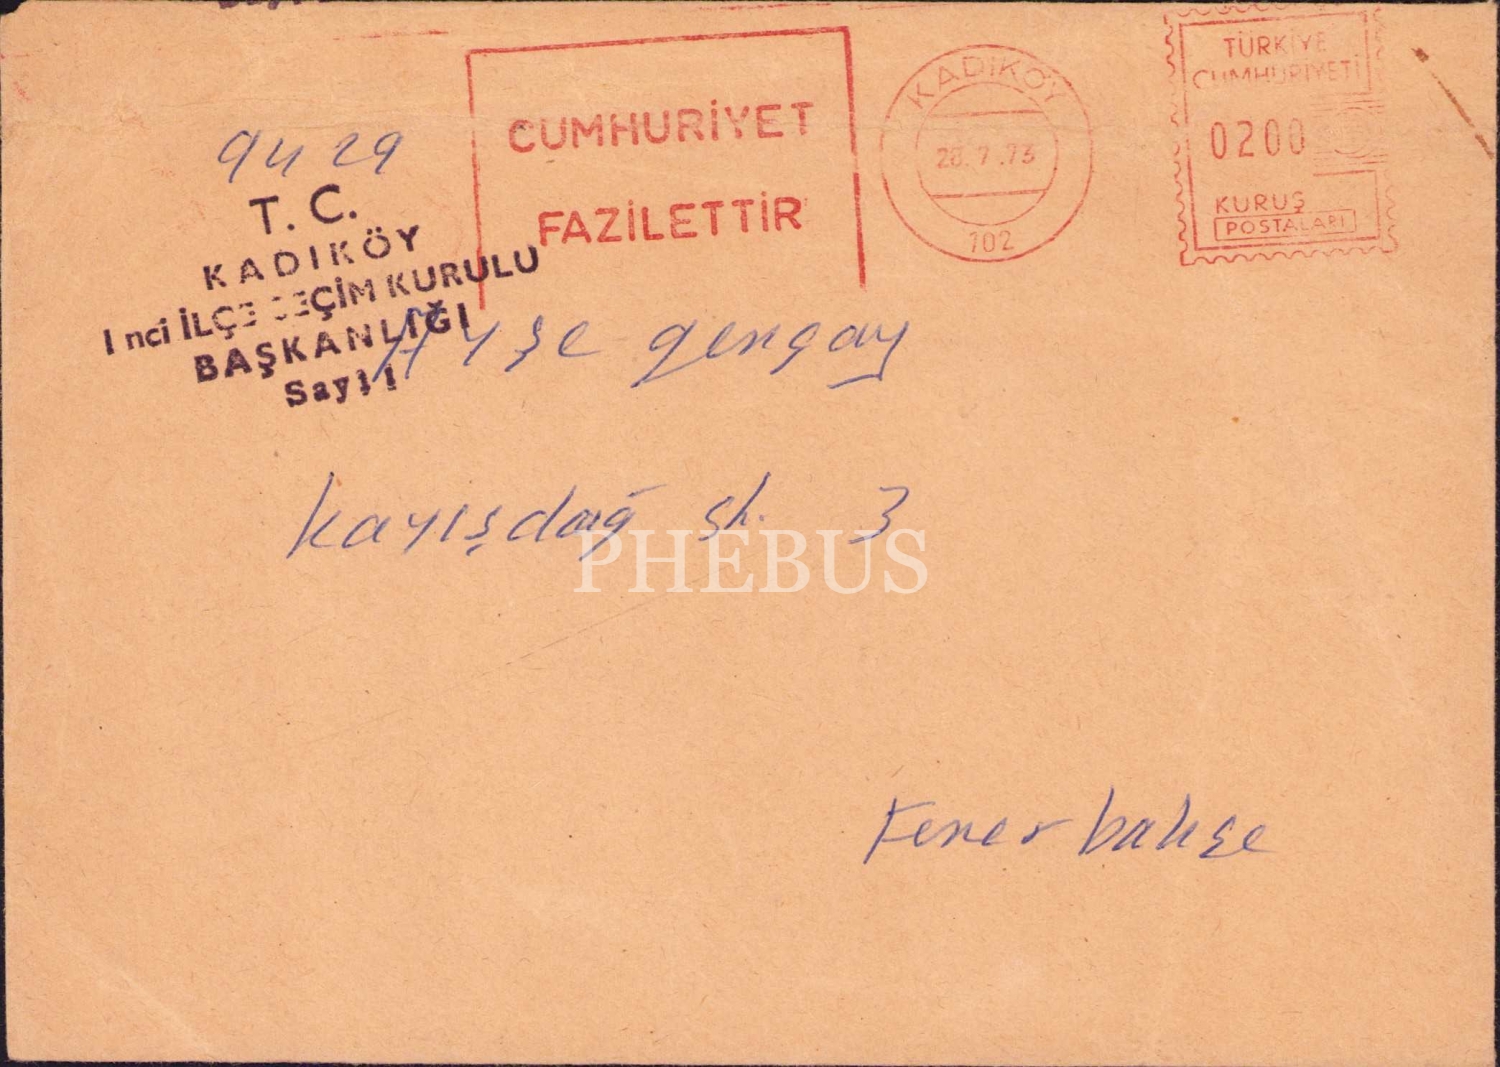 CUMHURİYET
FAZİLETTİR
KADIKÖY
28.7.73
102
TÜRKİYE
CUMHURİYETİ
0200
KURUŞ
POSTALARI
9429
T. C.
KADIKÖY
I nci İLÇE SEÇİM KURULU
BAŞKANLIĞI
Sayı:
Ayşe gençay
Kayışdağ sk. 3
Fenerbahçe
PHEBUS